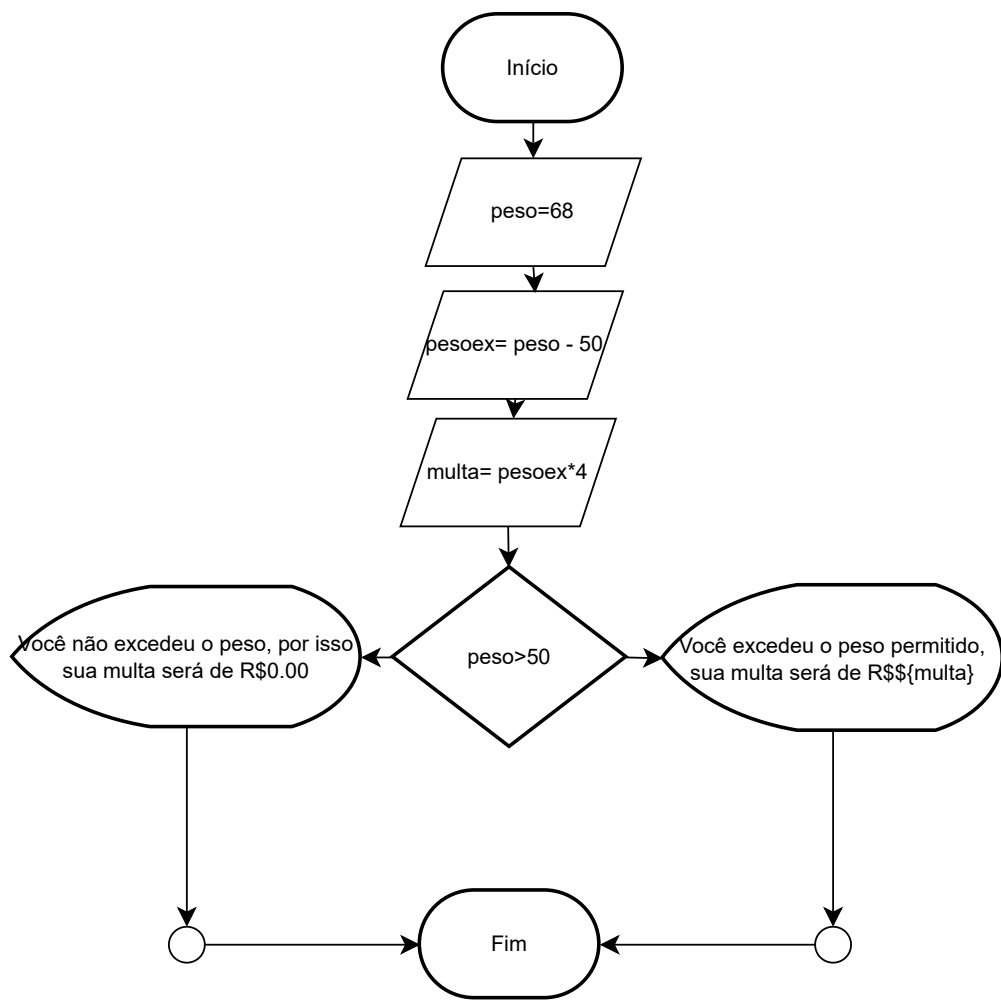 Início
peso=68
pesoex= peso - 50
multa= pesoex*4
Você não excedeu o peso, por isso
sua multa será de R$0.00
peso>50
Você excedeu o peso permitido,
sua multa será de R$${multa}
Fim